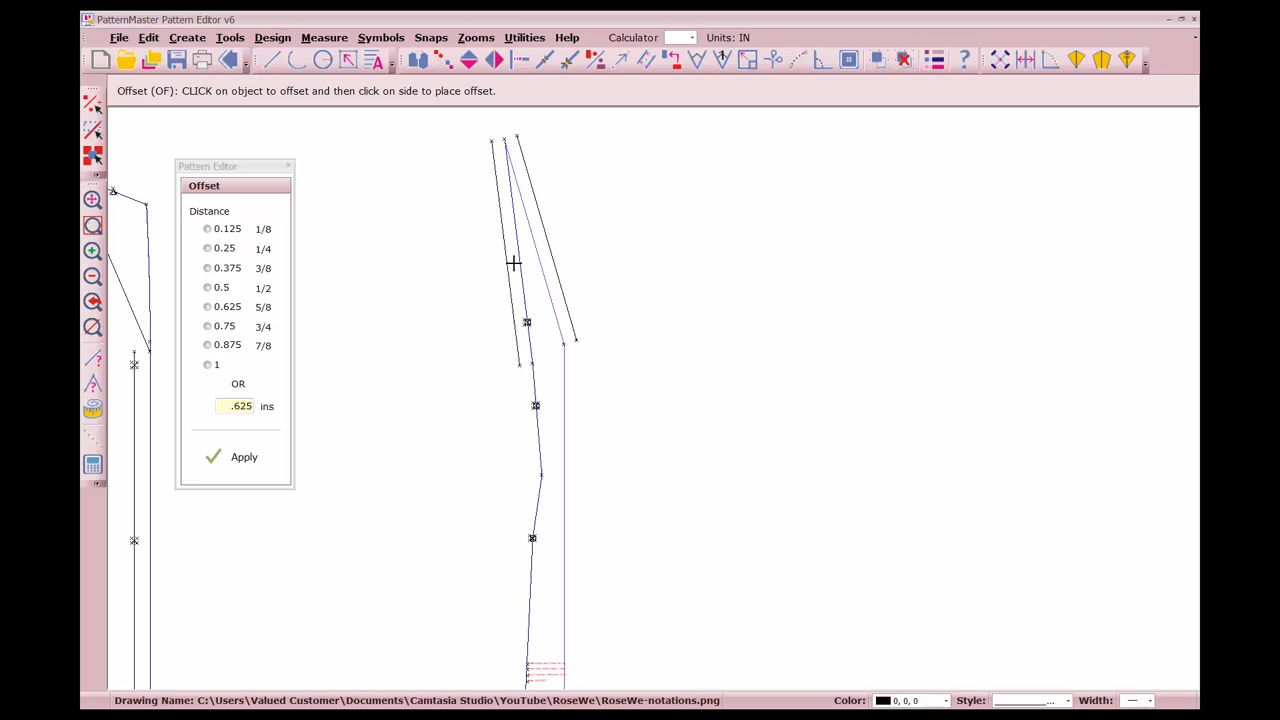 PatternMaster Pattern Editor v6
File Edit Create Tools Design Measure Symbols Snaps Zooms Utilities Help Calculator Units: IN
Offset (OF): CLICK on object to offset and then click on side to place offset.
Pattern Editor
Offset
Distance
0.125 1/8
0.25 1/4
0.375 3/8
0.5 1/2
0.625 5/8
0.75 3/4
0.875 7/8
1
OR
.625 ins
Apply
Drawing Name: C:\Users\Valued Customer\Documents\Camtasia Studio\YouTube\RoseWe\RoseWe-notations.png Color: 0, 0, 0 Style: ... Width: